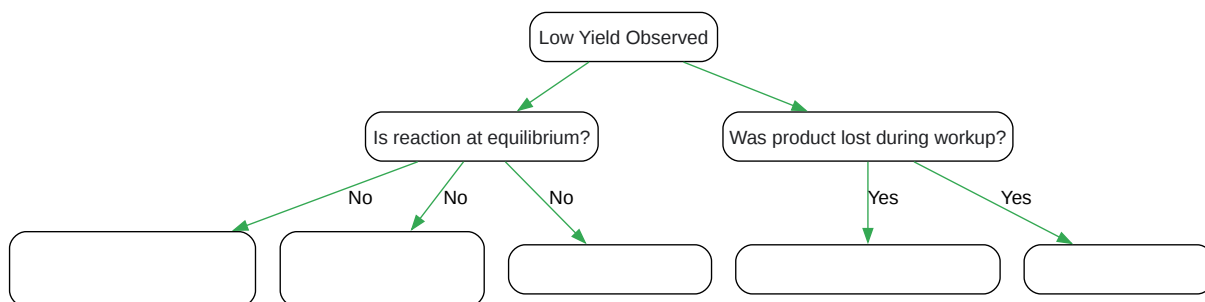 Low Yield Observed
Is reaction at equilibrium?
Was product lost during workup?
No
No
No
Yes
Yes